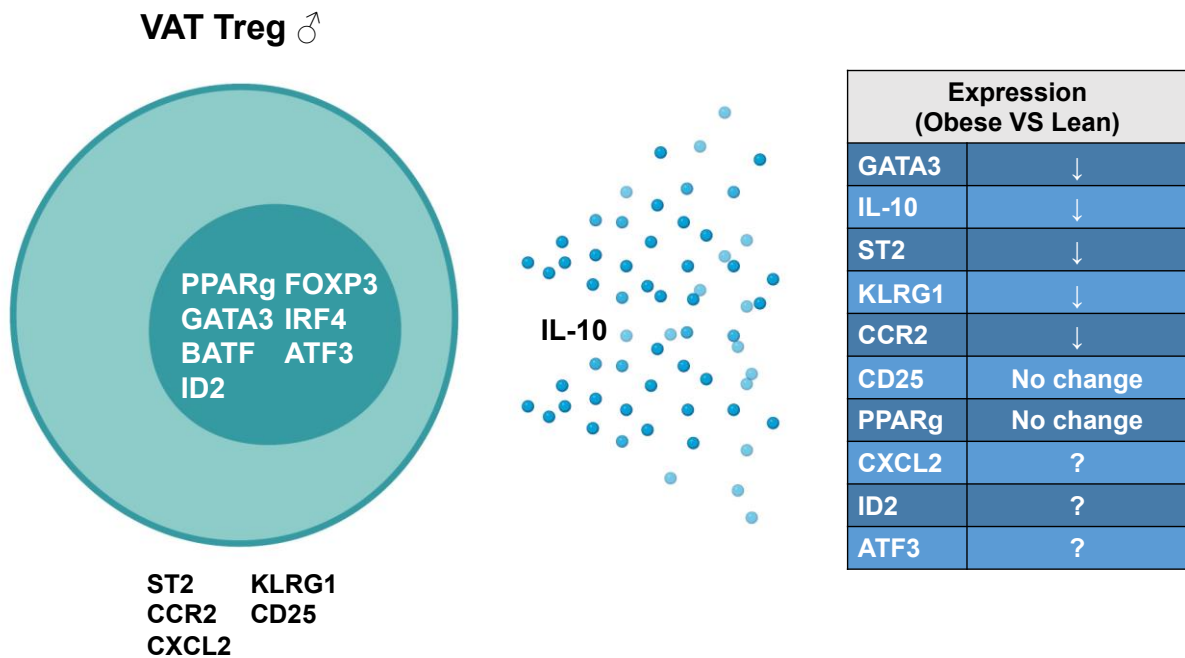 VAT Treg ♂
PPARg FOXP3
GATA3 IRF4
BATF ATF3
ID2
ST2 KLRG1
CCR2 CD25
CXCL2
IL-10
Expression
(Obese VS Lean)
GATA3 ↓
IL-10 ↓
ST2 ↓
KLRG1 ↓
CCR2 ↓
CD25 No change
PPARg No change
CXCL2 ?
ID2 ?
ATF3 ?